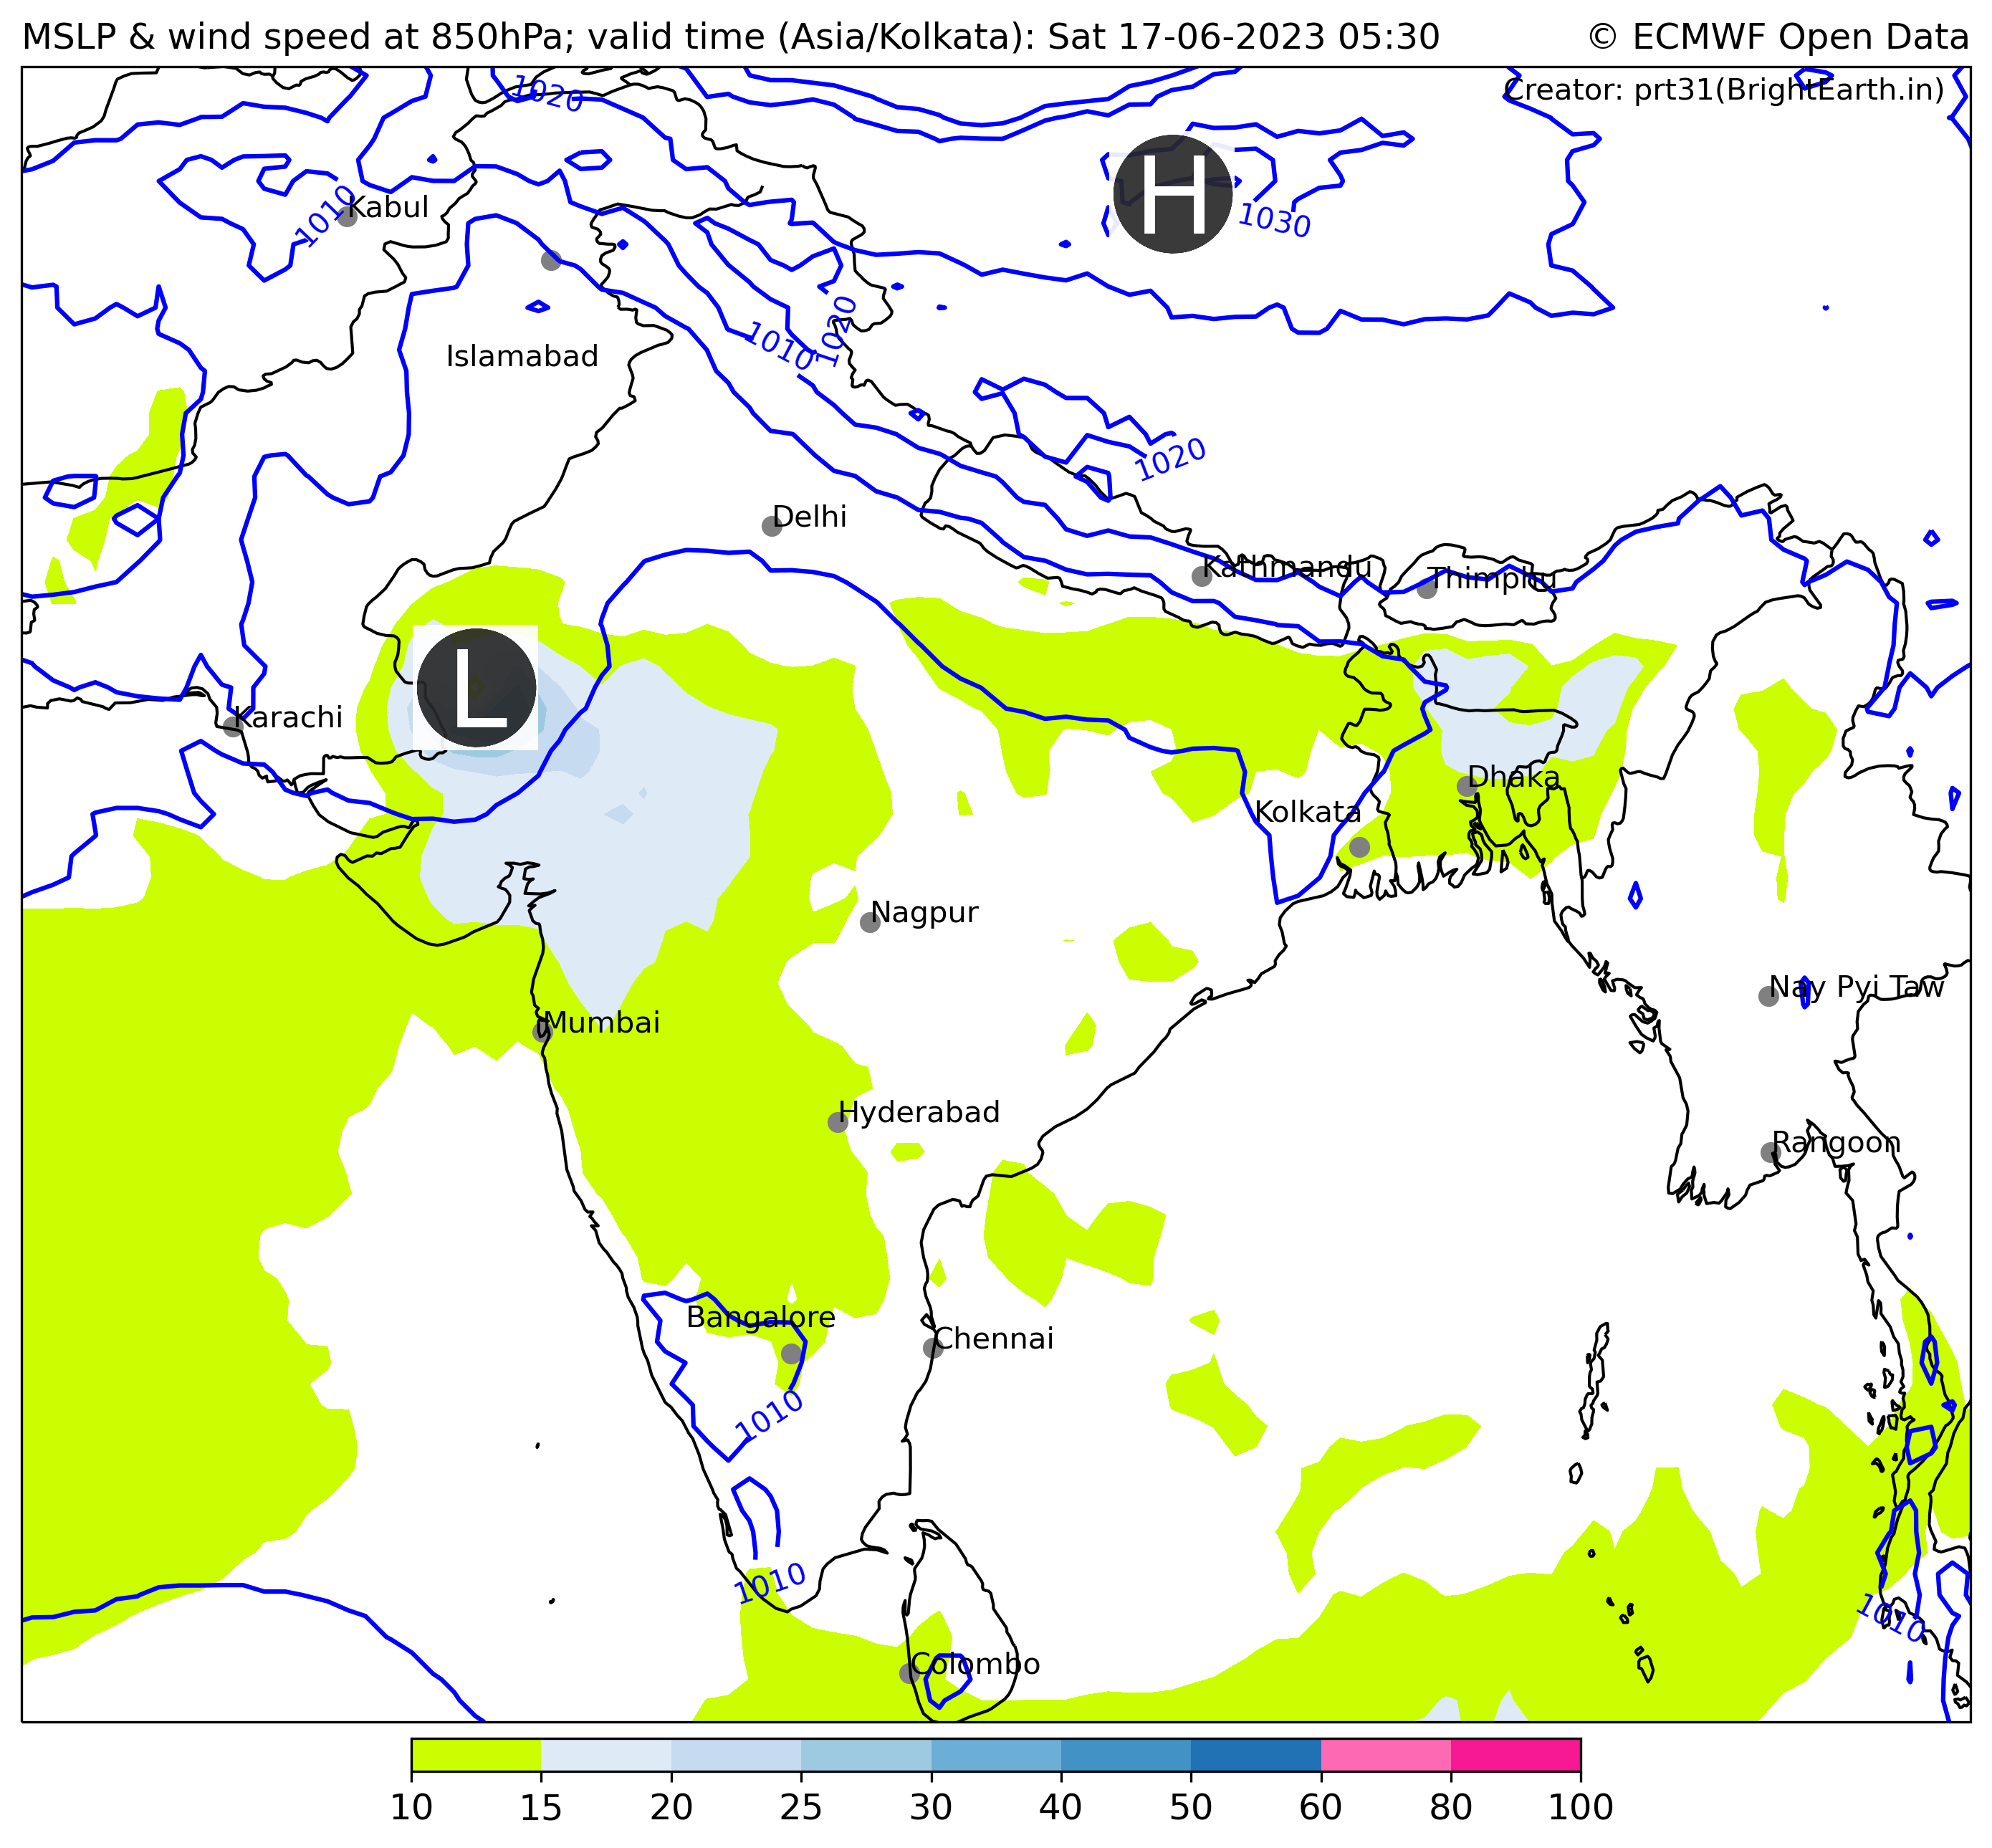 MSLP & wind speed at 850hPa; valid time (Asia/Kolkata): Sat 17-06-2023 05:30
© ECMWF Open Data
Creator: prt31(BrightEarth.in)
1020
H
1030
1010
Kabul
1020
1010
Islamabad
1020
Delhi
Kathmandu
Thimphu
L
Karachi
Dhaka
Kolkata
Nagpur
Nay Pyi Taw
Mumbai
Hyderabad
Rangoon
Bangalore
Chennai
1010
1010
1010
Colombo
10 15 20 25 30 40 50 60 80 100